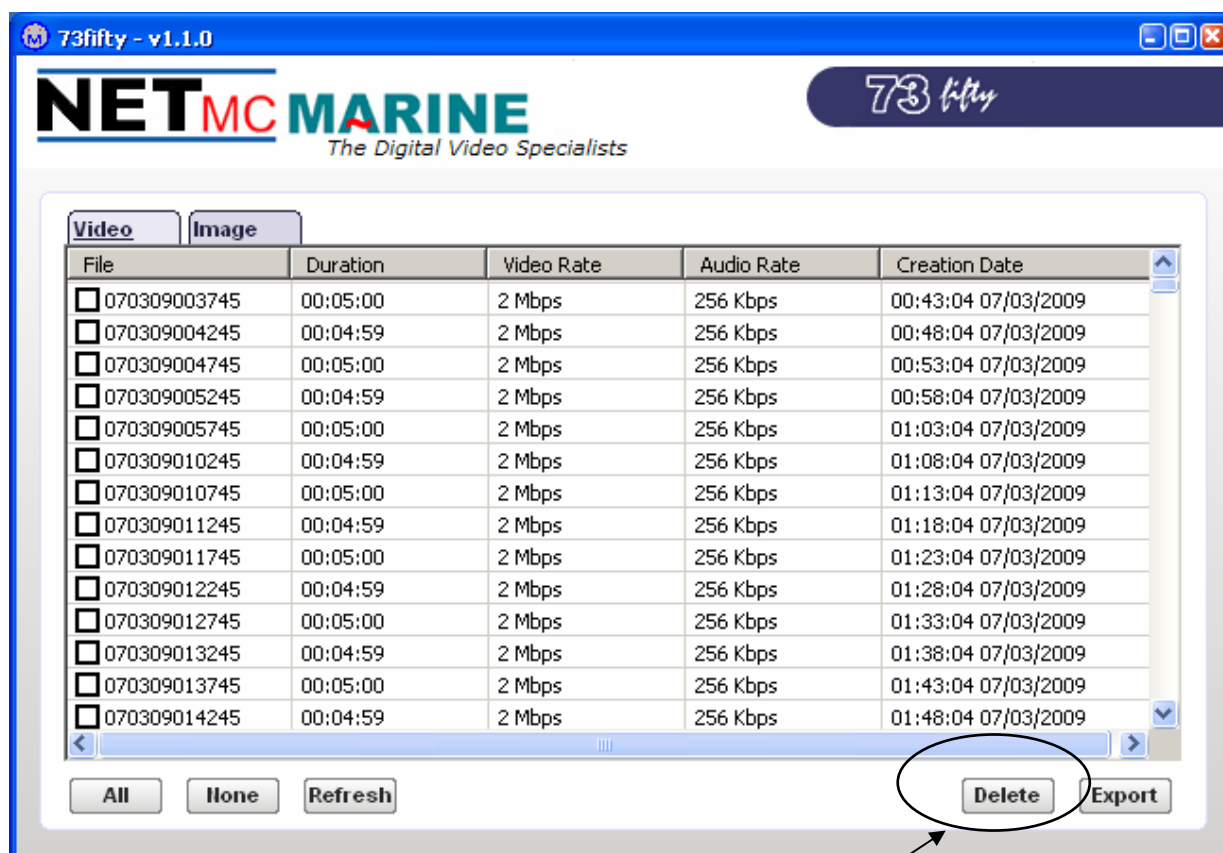 73fifty - v1.1.0
NETMC MARINE
The Digital Video Specialists
73 fifty
Video Image
File Duration Video Rate Audio Rate Creation Date
070309003745 00:05:00 2 Mbps 256 Kbps 00:43:04 07/03/2009
070309004245 00:04:59 2 Mbps 256 Kbps 00:48:04 07/03/2009
070309004745 00:05:00 2 Mbps 256 Kbps 00:53:04 07/03/2009
070309005245 00:04:59 2 Mbps 256 Kbps 00:58:04 07/03/2009
070309005745 00:05:00 2 Mbps 256 Kbps 01:03:04 07/03/2009
070309010245 00:04:59 2 Mbps 256 Kbps 01:08:04 07/03/2009
070309010745 00:05:00 2 Mbps 256 Kbps 01:13:04 07/03/2009
070309011245 00:04:59 2 Mbps 256 Kbps 01:18:04 07/03/2009
070309011745 00:05:00 2 Mbps 256 Kbps 01:23:04 07/03/2009
070309012245 00:04:59 2 Mbps 256 Kbps 01:28:04 07/03/2009
070309012745 00:05:00 2 Mbps 256 Kbps 01:33:04 07/03/2009
070309013245 00:04:59 2 Mbps 256 Kbps 01:38:04 07/03/2009
070309013745 00:05:00 2 Mbps 256 Kbps 01:43:04 07/03/2009
070309014245 00:04:59 2 Mbps 256 Kbps 01:48:04 07/03/2009
All None Refresh Delete Export